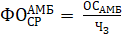 ФО^АМБ_СР = ОС_АМБ / Ч_З